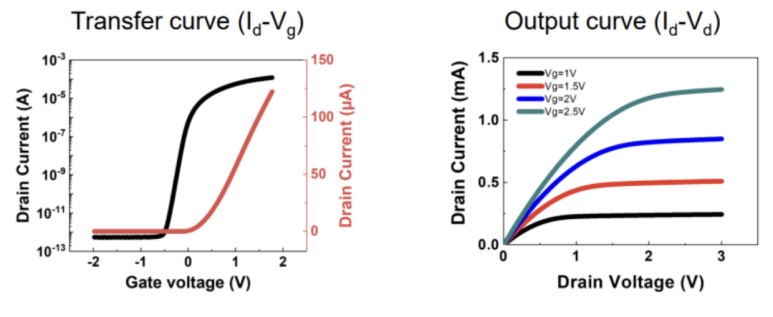 Transfer curve (Id-Vg)
10-3
10-5
10-7
10-9
10-11
10-13
Drain Current (A)
150
100
50
0
Drain Current (μA)
-2 -1 0 1 2
Gate voltage (V)
Output curve (Id-Vd)
1.5
1.0
0.5
0.0
Drain Current (mA)
Vg=1V
Vg=1.5V
Vg=2V
Vg=2.5V
0 1 2 3
Drain Voltage (V)